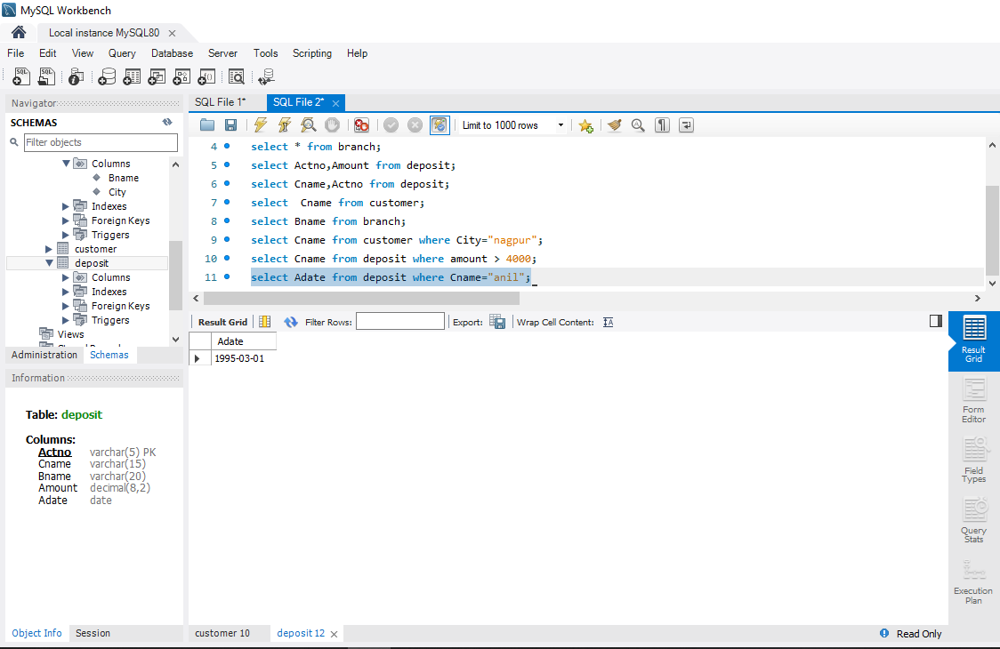 MySQL Workbench
Local instance MySQL80
File Edit View Query Database Server Tools Scripting Help
Navigator
SQL File 1*
SQL File 2*
SCHEMAS
Limit to 1000 rows
Filter objects
Columns
Bname
City
Indexes
Foreign Keys
Triggers
customer
deposit
Columns
Indexes
Foreign Keys
Triggers
Views
Administration Schemas
4 select * from branch;
5 select Actno,Amount from deposit;
6 select Cname,Actno from deposit;
7 select  Cname from customer;
8 select Bname from branch;
9 select Cname from customer where City="nagpur";
10 select Cname from deposit where amount > 4000;
11 select Adate from deposit where Cname="anil";
Result Grid Filter Rows: Export: Wrap Cell Content:
Adate
1995-03-01
Information
Table: deposit
Columns:
Actno varchar(5) PK
Cname varchar(15)
Bname varchar(20)
Amount decimal(8,2)
Adate date
Result
Grid
Form
Editor
Field
Types
Query
Stats
Execution
Plan
Object Info Session
customer 10
deposit 12
Read Only